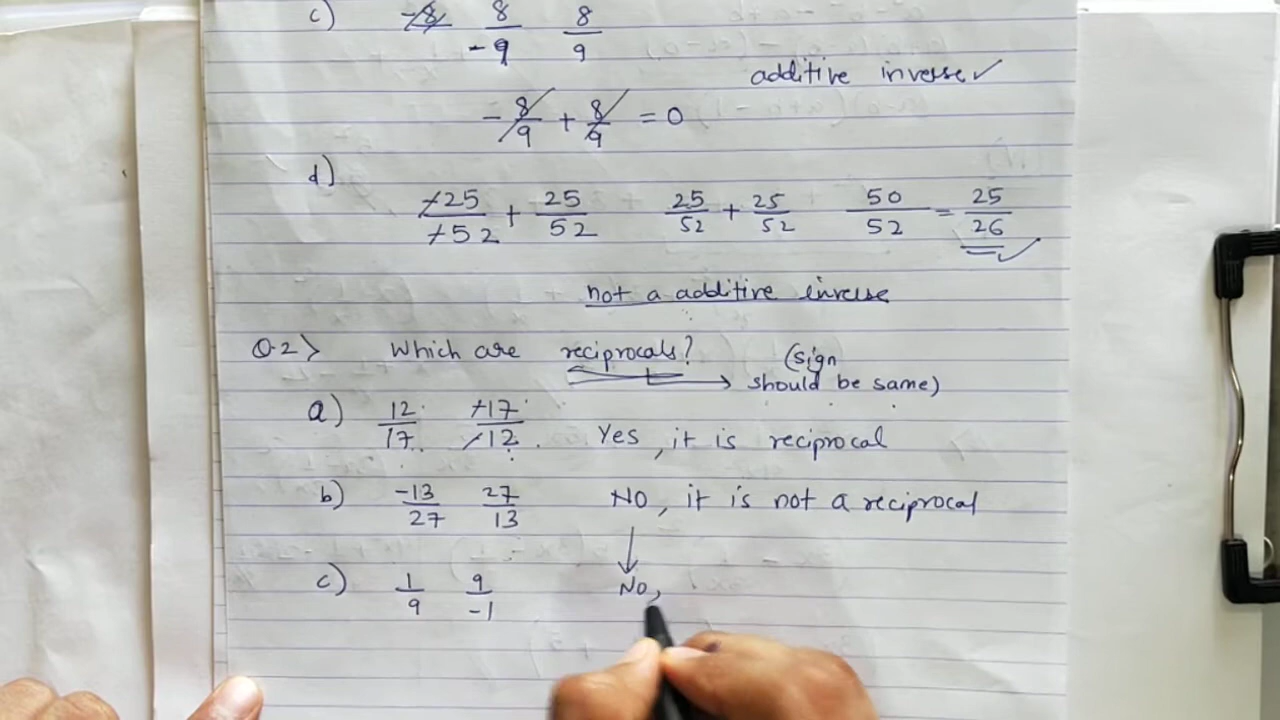 c) -8 8/-9 8/9
additive inverse ✓
-8/9 + 8/9 = 0
d)
-25/-52 + 25/52 25/52 + 25/52 50/52 = 25/26 ✓
not a additive inverse
Q.2> Which are reciprocals? (sign
→ should be same)
a) 12/17 -17/-12 Yes, it is reciprocal
b) -13/27 27/13 NO, it is not a reciprocal
c) 1/9 9/-1 No,